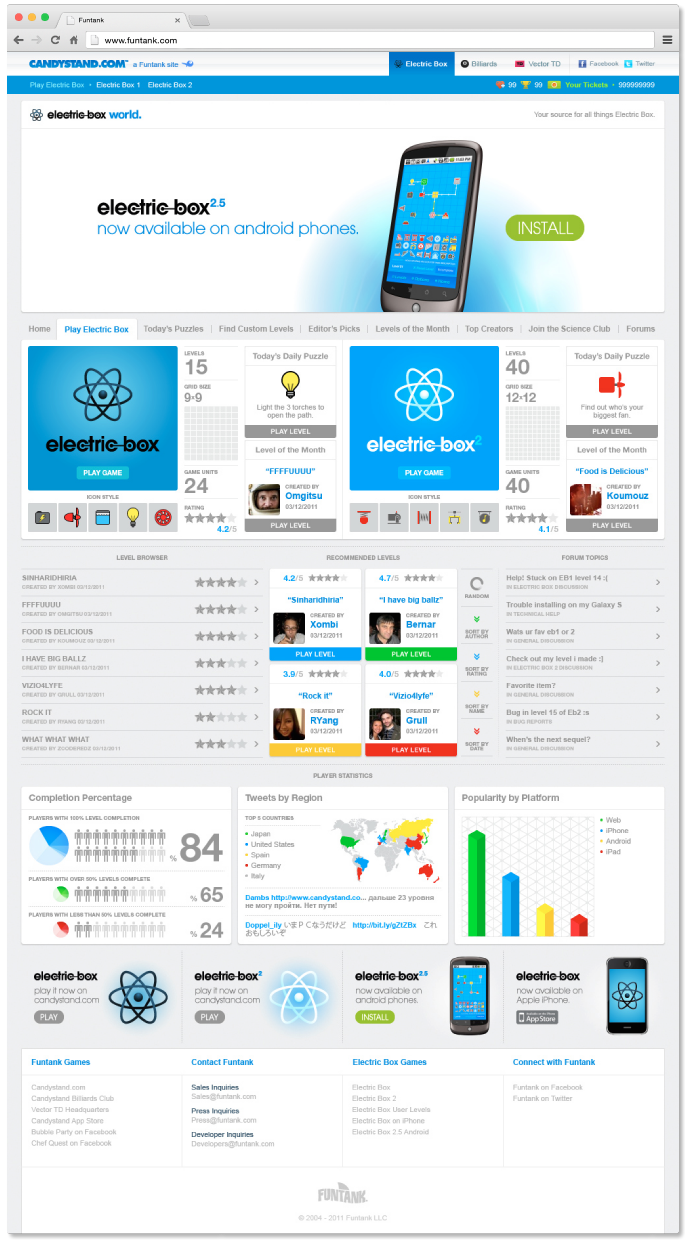 Funtank
www.funtank.com
CANDYSTAND.COM a Funtank site
Electric Box Billiards Vector TD Facebook Twitter
Play Electric Box • Electric Box 1 Electric Box 2
99 99 Your Tickets • 999999999
electric box world.
Your source for all things Electric Box.
electric box 2.5
now available on android phones.
INSTALL
Home Play Electric Box Today's Puzzles Find Custom Levels Editor's Picks Levels of the Month Top Creators Join the Science Club Forums
electric box
PLAY GAME
ICON STYLE
LEVELS
15
GRID SIZE
9x9
GAME UNITS
24
RATING
4.2/5
Today's Daily Puzzle
Light the 3 torches to
open the path.
PLAY LEVEL
Level of the Month
“FFFFUUUU”
CREATED BY
Omgitsu
03/12/2011
PLAY LEVEL
electric box 2
PLAY GAME
ICON STYLE
LEVELS
40
GRID SIZE
12x12
GAME UNITS
40
RATING
4.1/5
Today's Daily Puzzle
Find out who's your
biggest fan.
PLAY LEVEL
Level of the Month
“Food is Delicious”
CREATED BY
Koumouz
03/12/2011
PLAY LEVEL
LEVEL BROWSER
SINHARIDHIRIA
CREATED BY XOMBI 03/12/2011
FFFFUUUU
CREATED BY OMGITSU 03/12/2011
FOOD IS DELICIOUS
CREATED BY KOUMOUZ 03/12/2011
I HAVE BIG BALLZ
CREATED BY BERNAR 03/12/2011
VIZIO4LYFE
CREATED BY GRULL 03/12/2011
ROCK IT
CREATED BY RYANG 03/12/2011
WHAT WHAT WHAT
CREATED BY ZOODEREDZ 03/12/2011
RECOMMENDED LEVELS
4.2/5
“Sinharidhiria”
CREATED BY
Xombi
03/12/2011
PLAY LEVEL
4.7/5
“I have big ballz”
CREATED BY
Bernar
03/12/2011
PLAY LEVEL
3.9/5
“Rock it”
CREATED BY
RYang
03/12/2011
PLAY LEVEL
4.0/5
“Vizio4lyfe”
CREATED BY
Grull
03/12/2011
PLAY LEVEL
RANDOM
SORT BY
AUTHOR
SORT BY
RATING
SORT BY
NAME
SORT BY
DATE
FORUM TOPICS
Help! Stuck on EB1 level 14 :(
IN ELECTRIC BOX DISCUSSION
Trouble installing on my Galaxy S
IN TECHNICAL HELP
Wats ur fav eb1 or 2
IN GENERAL DISCUSSION
Check out my level i made :]
IN ELECTRIC BOX 2 DISCUSSION
Favorite item?
IN GENERAL DISCUSSION
Bug in level 15 of Eb2 :s
IN BUG REPORTS
When's the next sequel?
IN GENERAL DISCUSSION
PLAYER STATISTICS
Completion Percentage
PLAYERS WITH 100% LEVEL COMPLETION
% 84
PLAYERS WITH OVER 50% LEVELS COMPLETE
% 65
PLAYERS WITH LESS THAN 50% LEVELS COMPLETE
% 24
Tweets by Region
TOP 5 COUNTRIES
Japan
United States
Spain
Germany
Italy
Dambs http://www.candystand.co... дальше 23 уровня
не могу пройти. Нет пути!
Doppel_ily いまＰＣなうだけど http://bit.ly/gZtZBx これ
おもしろいぞ
Popularity by Platform
Web
iPhone
Android
iPad
electric box
play it now on
candystand.com
PLAY
electric box 2
play it now on
candystand.com
PLAY
electric box 2.5
now available on
android phones.
INSTALL
electric box
now available on
Apple iPhone.
App Store
Funtank Games
Candystand.com
Candystand Billiards Club
Vector TD Headquarters
Candystand App Store
Bubble Party on Facebook
Chef Quest on Facebook
Contact Funtank
Sales Inquiries
Sales@funtank.com
Press Inquiries
Press@funtank.com
Developer Inquiries
Developers@funtank.com
Electric Box Games
Electric Box
Electric Box 2
Electric Box User Levels
Electric Box on iPhone
Electric Box 2.5 Android
Connect with Funtank
Funtank on Facebook
Funtank on Twitter
FUNTANK
© 2004 - 2011 Funtank LLC